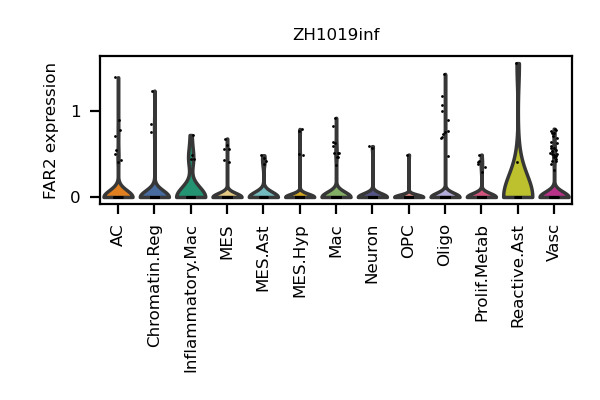 ZH1019inf
FAR2 expression
1
0
AC
Chromatin.Reg
Inflammatory.Mac
MES
MES.Ast
MES.Hyp
Mac
Neuron
OPC
Oligo
Prolif.Metab
Reactive.Ast
Vasc